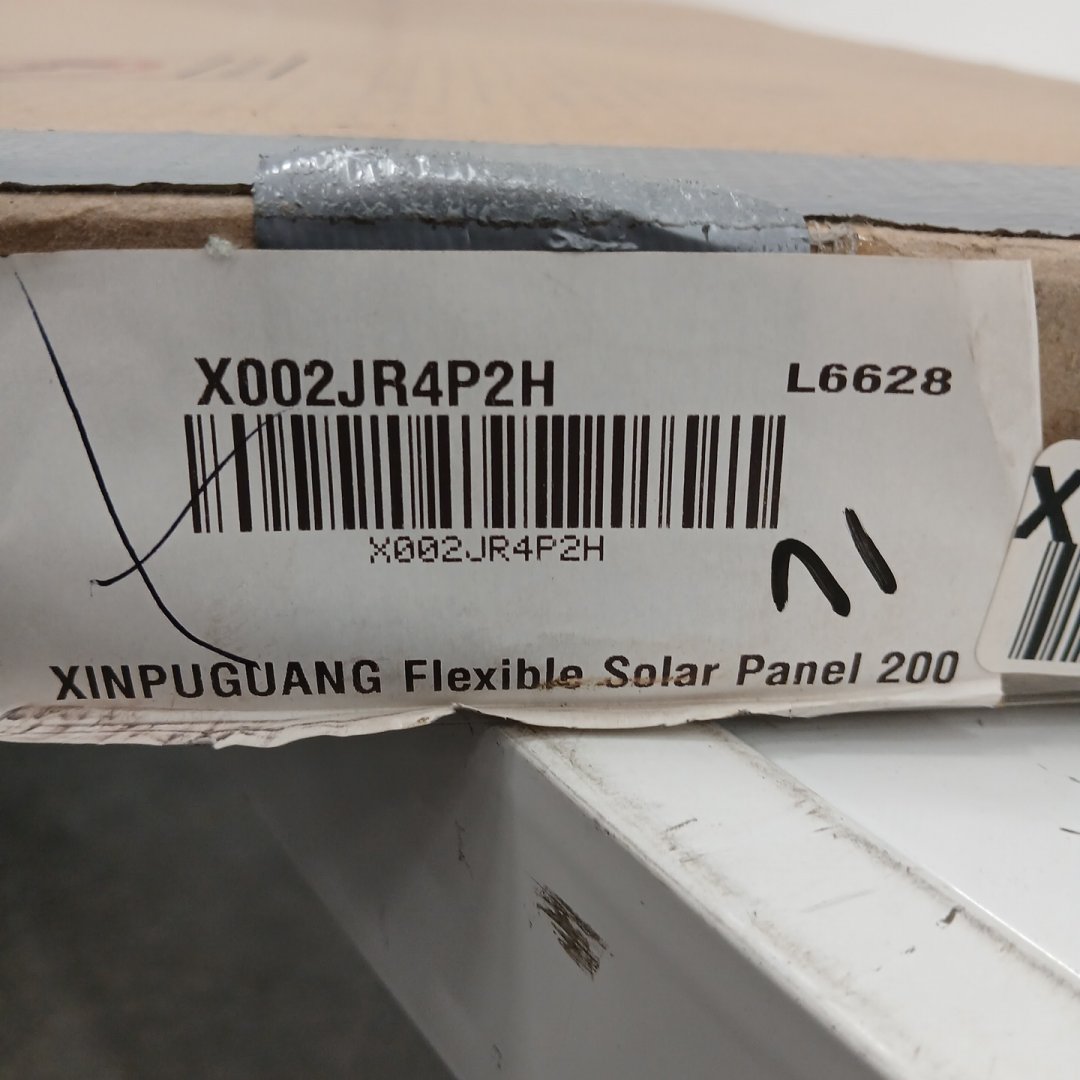 X002JR4P2H L6628
X002JR4P2H
XINPUGUANG Flexible Solar Panel 200
X